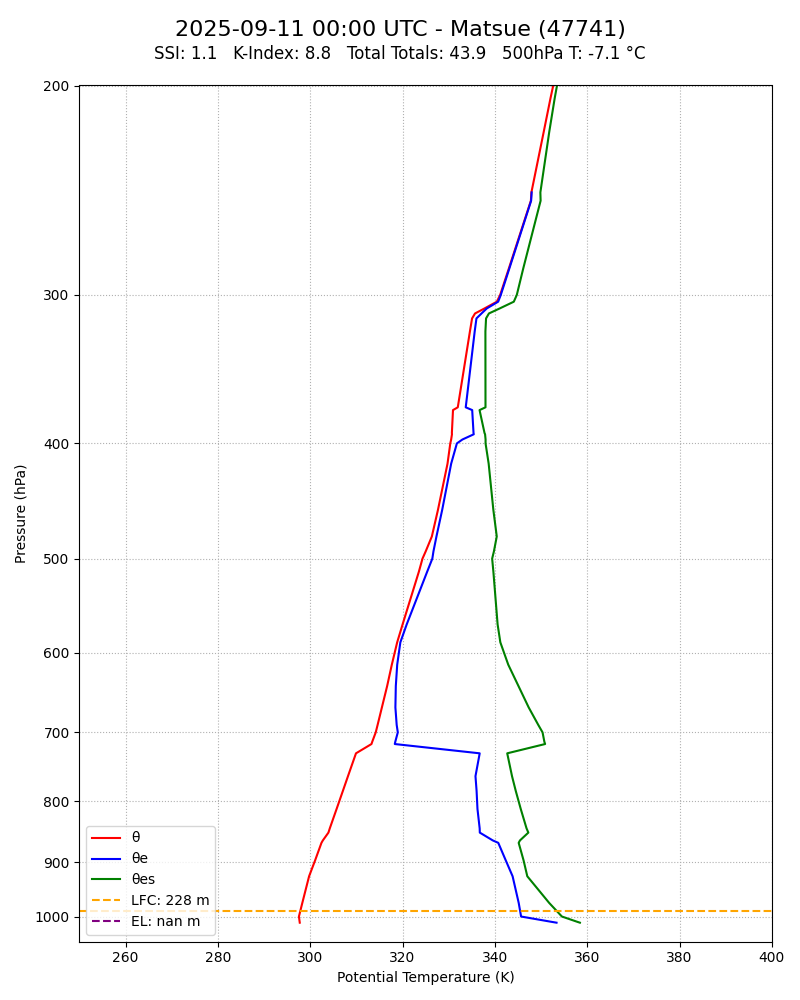 2025-09-11 00:00 UTC - Matsue (47741)
SSI: 1.1   K-Index: 8.8   Total Totals: 43.9   500hPa T: -7.1 °C
200
300
400
500
600
700
800
900
1000
Pressure (hPa)
θ
θe
θes
LFC: 228 m
EL: nan m
260 280 300 320 340 360 380 400
Potential Temperature (K)